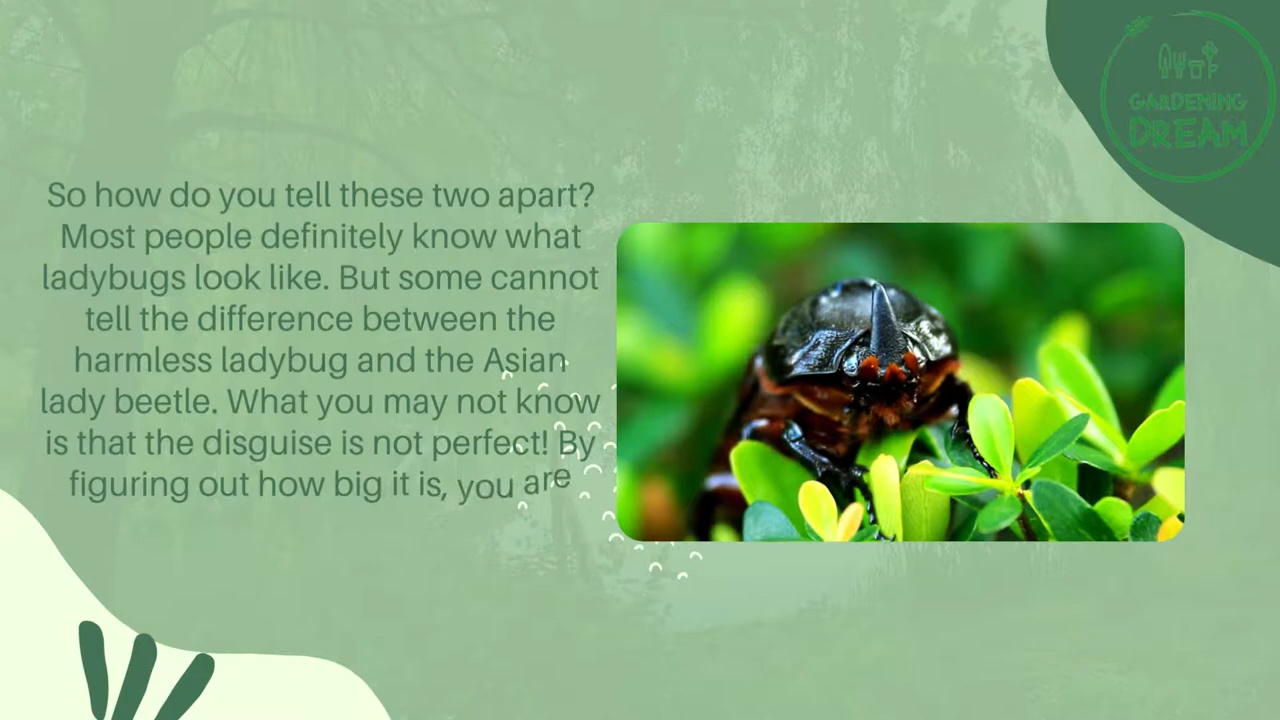 So how do you tell these two apart?
Most people definitely know what
ladybugs look like. But some cannot
tell the difference between the
harmless ladybug and the Asian
lady beetle. What you may not know
is that the disguise is not perfect! By
figuring out how big it is, you are
GARDENING
DREAM